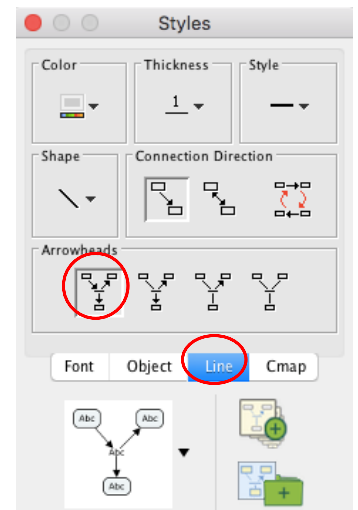 Styles
Color Thickness Style
1
Shape Connection Direction
Arrowheads
Font Object Line Cmap
Abc Abc
Abc
Abc